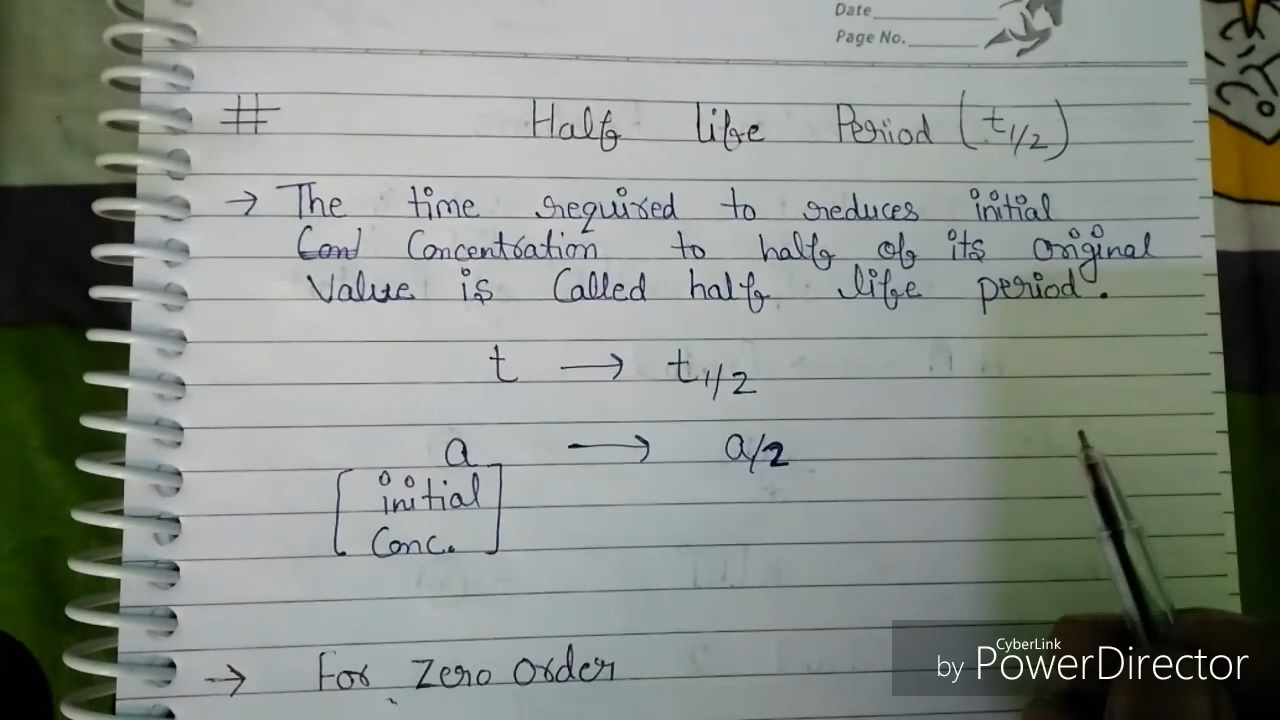 Date
Page No.
# Half life Period (t1/2)
→ The time required to reduces initial
Con Concentration to half of its original
Value is Called half life period.
t → t1/2
a → a/2
[initial
Conc.]
→ For Zero Order
CyberLink
by PowerDirector